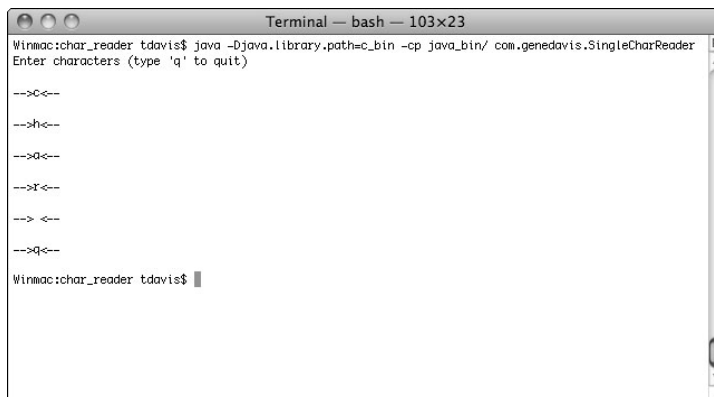 Terminal — bash — 103×23
Winmac:char_reader tdavis$ java -Djava.library.path=c_bin -cp java_bin/ com.genedavis.SingleCharReader
Enter characters (type 'q' to quit)
-->c<--
-->h<--
-->a<--
-->r<--
--> <--
-->q<--
Winmac:char_reader tdavis$